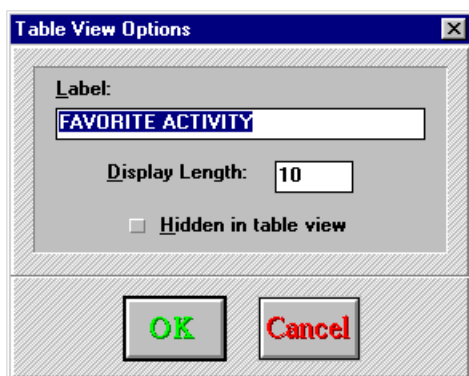 Table View Options
Label:
FAVORITE ACTIVITY
Display Length: 10
Hidden in table view
OK Cancel